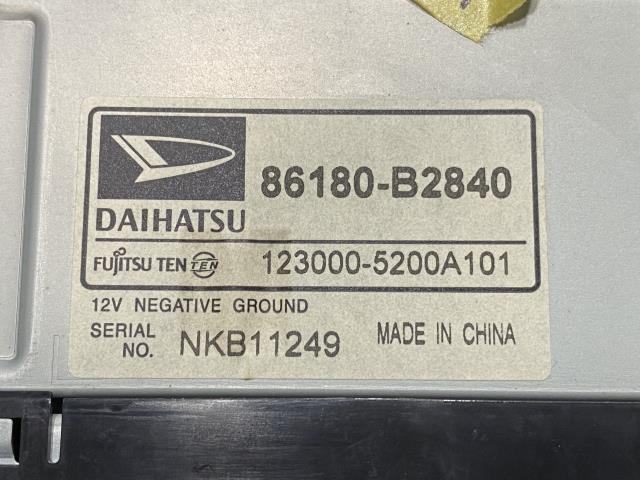 DAIHATSU 86180-B2840
FUJITSU TEN TEN 123000-5200A101
12V NEGATIVE GROUND
SERIAL NO. NKB11249 MADE IN CHINA